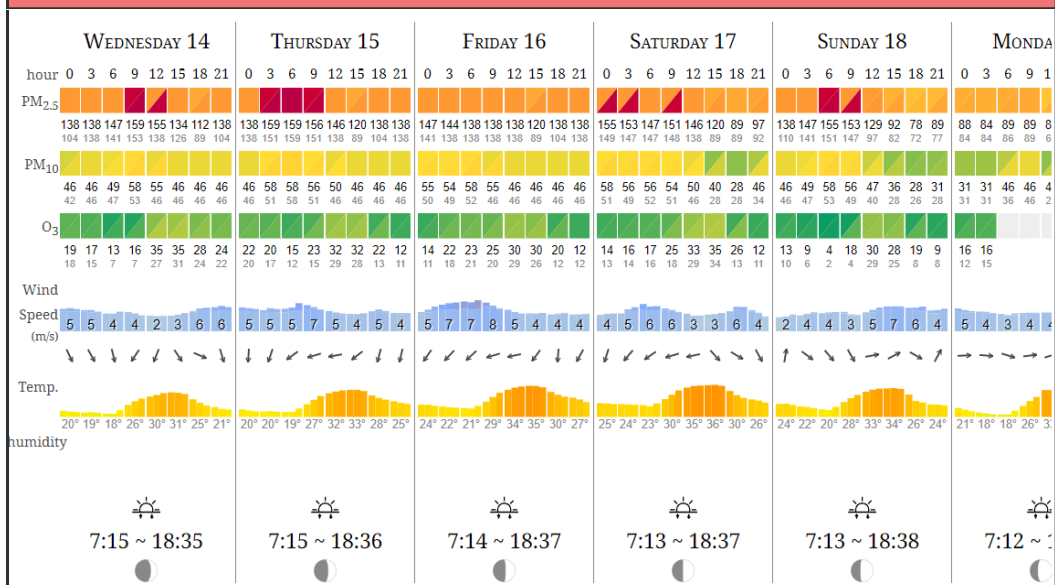 WEDNESDAY 14 THURSDAY 15 FRIDAY 16 SATURDAY 17 SUNDAY 18 MONDA
hour 0 3 6 9 12 15 18 21 0 3 6 9 12 15 18 21 0 3 6 9 12 15 18 21 0 3 6 9 12 15 18 21 0 3 6 9 12 15 18 21 0 3 6 9 1
PM2.5
138 138 147 159 155 134 112 138 138 159 159 156 146 120 138 138 147 144 138 138 138 120 138 138 155 153 147 151 146 120 89 97 138 147 155 153 129 92 78 89 88 84 89 89 8
104 138 141 153 138 126 89 104 138 151 159 151 138 89 104 138 141 138 138 138 138 89 104 138 149 147 147 148 138 89 89 92 110 141 151 147 97 82 72 77 84 84 86 89 8
PM10
46 46 49 58 55 46 46 46 46 58 58 56 50 46 46 46 55 54 58 55 55 46 46 46 58 56 56 54 50 40 28 34 46 49 58 56 47 36 28 31 31 31 46 46 4
42 46 47 53 46 46 46 46 46 51 58 51 46 46 46 46 50 49 52 46 46 46 46 46 51 49 52 51 46 28 28 28 46 47 53 49 40 28 26 28 31 31 36 46 2
O3
19 17 13 16 35 35 28 24 22 20 15 23 32 32 22 12 14 22 23 25 30 30 20 12 14 16 17 25 33 35 26 12 13 9 4 18 30 29 19 9 16 16
18 15 7 7 27 31 24 22 20 17 12 15 29 28 13 11 11 18 21 20 29 26 12 12 13 14 16 18 29 34 13 11 10 6 2 4 29 25 8 8 12 15
Wind
Speed 5 5 4 4 2 3 6 6 5 5 5 7 5 4 5 4 5 7 7 8 5 4 4 4 4 5 6 6 3 3 6 4 2 4 4 3 5 7 6 4 5 4 3 4 4
(m/s)
Temp.
20° 19° 18° 26° 30° 31° 25° 21° 20° 20° 19° 27° 32° 33° 28° 25° 24° 22° 21° 29° 34° 35° 30° 27° 25° 24° 23° 30° 35° 36° 30° 26° 24° 22° 20° 28° 33° 34° 26° 24° 21° 18° 18° 26° 3
humidity
7:15 ~ 18:35 7:15 ~ 18:36 7:14 ~ 18:37 7:13 ~ 18:37 7:13 ~ 18:38 7:12 ~ 1